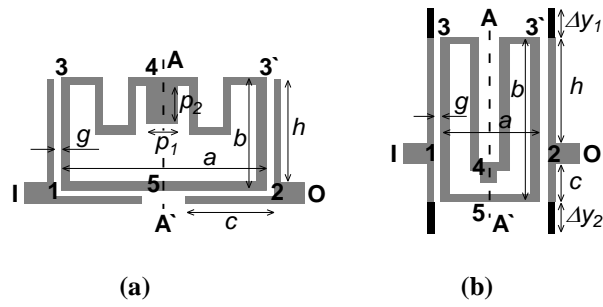 A
Δy1
3 4 A 3`
3 3`
p2
g b h
g b h
a
p1
a
I 1 2 O
4
5
I 1 2 O
c
c
5
A`
Δy2
A`
(a) (b)